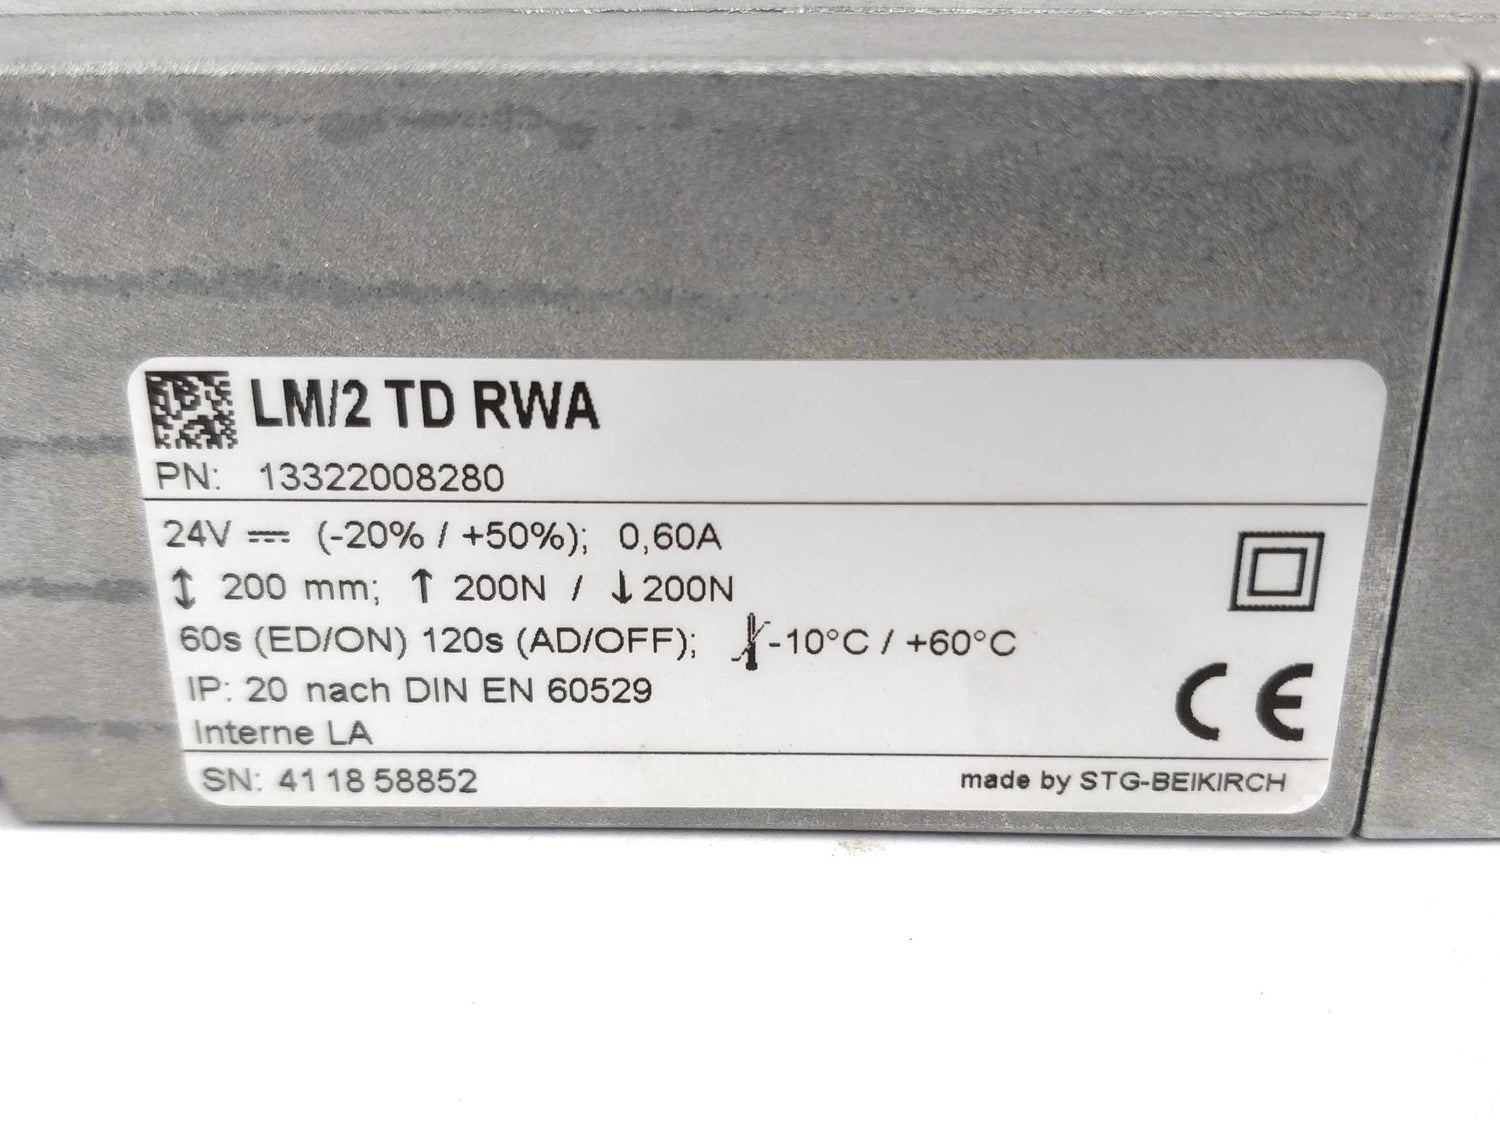 LM/2 TD RWA
PN: 13322008280
24V ⎓ (-20% / +50%); 0,60A
↕ 200 mm; ↑ 200N / ↓ 200N
60s (ED/ON) 120s (AD/OFF); -10°C / +60°C
IP: 20 nach DIN EN 60529
Interne LA
CE
SN: 41 18 58852
made by STG-BEIKIRCH